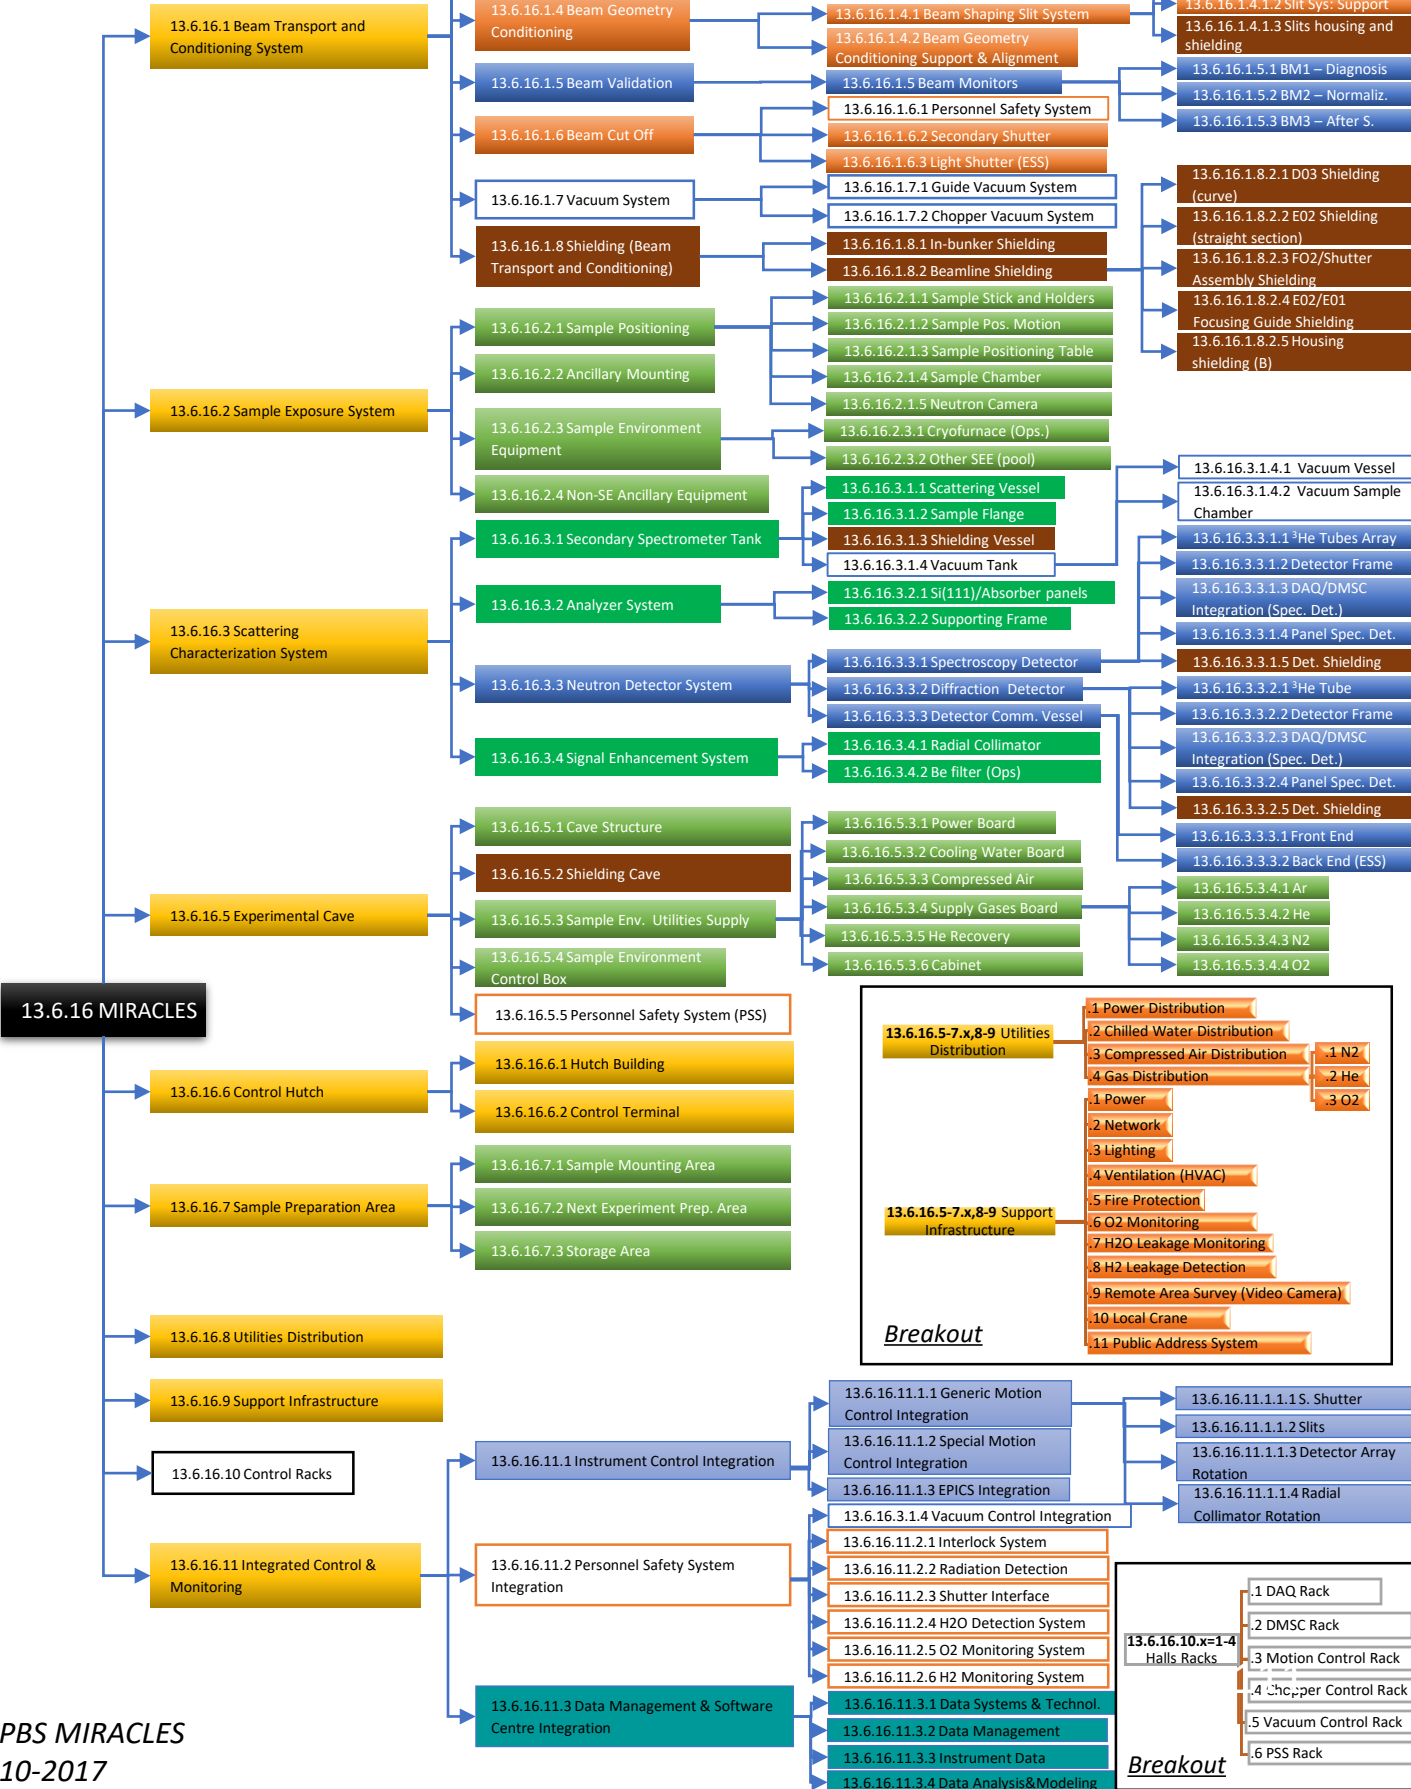 13.6.16 MIRACLES
13.6.16.1 Beam Transport and
Conditioning System
13.6.16.1.4 Beam Geometry
Conditioning
13.6.16.1.4.1 Beam Shaping Slit System
13.6.16.1.4.1.2 Slit Sys: Support
13.6.16.1.4.1.3 Slits housing and
shielding
13.6.16.1.4.2 Beam Geometry
Conditioning Support & Alignment
13.6.16.1.5 Beam Validation
13.6.16.1.5 Beam Monitors
13.6.16.1.5.1 BM1 – Diagnosis
13.6.16.1.5.2 BM2 – Normaliz.
13.6.16.1.5.3 BM3 – After S.
13.6.16.1.6 Beam Cut Off
13.6.16.1.6.1 Personnel Safety System
13.6.16.1.6.2 Secondary Shutter
13.6.16.1.6.3 Light Shutter (ESS)
13.6.16.1.7 Vacuum System
13.6.16.1.7.1 Guide Vacuum System
13.6.16.1.7.2 Chopper Vacuum System
13.6.16.1.8 Shielding (Beam
Transport and Conditioning)
13.6.16.1.8.1 In-bunker Shielding
13.6.16.1.8.2 Beamline Shielding
13.6.16.1.8.2.1 D03 Shielding
(curve)
13.6.16.1.8.2.2 E02 Shielding
(straight section)
13.6.16.1.8.2.3 FO2/Shutter
Assembly Shielding
13.6.16.1.8.2.4 E02/E01
Focusing Guide Shielding
13.6.16.1.8.2.5 Housing
shielding (B)
13.6.16.2 Sample Exposure System
13.6.16.2.1 Sample Positioning
13.6.16.2.1.1 Sample Stick and Holders
13.6.16.2.1.2 Sample Pos. Motion
13.6.16.2.1.3 Sample Positioning Table
13.6.16.2.1.4 Sample Chamber
13.6.16.2.1.5 Neutron Camera
13.6.16.2.2 Ancillary Mounting
13.6.16.2.3 Sample Environment
Equipment
13.6.16.2.3.1 Cryofurnace (Ops.)
13.6.16.2.3.2 Other SEE (pool)
13.6.16.2.4 Non-SE Ancillary Equipment
13.6.16.3 Scattering
Characterization System
13.6.16.3.1 Secondary Spectrometer Tank
13.6.16.3.1.1 Scattering Vessel
13.6.16.3.1.2 Sample Flange
13.6.16.3.1.3 Shielding Vessel
13.6.16.3.1.4 Vacuum Tank
13.6.16.3.1.4.1 Vacuum Vessel
13.6.16.3.1.4.2 Vacuum Sample
Chamber
13.6.16.3.2 Analyzer System
13.6.16.3.2.1 Si(111)/Absorber panels
13.6.16.3.2.2 Supporting Frame
13.6.16.3.3 Neutron Detector System
13.6.16.3.3.1 Spectroscopy Detector
13.6.16.3.3.1.1 ³He Tubes Array
13.6.16.3.3.1.2 Detector Frame
13.6.16.3.3.1.3 DAQ/DMSC
Integration (Spec. Det.)
13.6.16.3.3.1.4 Panel Spec. Det.
13.6.16.3.3.1.5 Det. Shielding
13.6.16.3.3.2 Diffraction Detector
13.6.16.3.3.2.1 ³He Tube
13.6.16.3.3.2.2 Detector Frame
13.6.16.3.3.2.3 DAQ/DMSC
Integration (Spec. Det.)
13.6.16.3.3.2.4 Panel Spec. Det.
13.6.16.3.3.2.5 Det. Shielding
13.6.16.3.3.3 Detector Comm. Vessel
13.6.16.3.3.3.1 Front End
13.6.16.3.3.3.2 Back End (ESS)
13.6.16.3.4 Signal Enhancement System
13.6.16.3.4.1 Radial Collimator
13.6.16.3.4.2 Be filter (Ops)
13.6.16.5 Experimental Cave
13.6.16.5.1 Cave Structure
13.6.16.5.2 Shielding Cave
13.6.16.5.3 Sample Env. Utilities Supply
13.6.16.5.3.1 Power Board
13.6.16.5.3.2 Cooling Water Board
13.6.16.5.3.3 Compressed Air
13.6.16.5.3.4 Supply Gases Board
13.6.16.5.3.4.1 Ar
13.6.16.5.3.4.2 He
13.6.16.5.3.4.3 N2
13.6.16.5.3.4.4 O2
13.6.16.5.3.5 He Recovery
13.6.16.5.3.6 Cabinet
13.6.16.5.4 Sample Environment
Control Box
13.6.16.5.5 Personnel Safety System (PSS)
13.6.16.6 Control Hutch
13.6.16.6.1 Hutch Building
13.6.16.6.2 Control Terminal
13.6.16.7 Sample Preparation Area
13.6.16.7.1 Sample Mounting Area
13.6.16.7.2 Next Experiment Prep. Area
13.6.16.7.3 Storage Area
13.6.16.5-7.x,8-9 Utilities
Distribution
.1 Power Distribution
.2 Chilled Water Distribution
.3 Compressed Air Distribution
.4 Gas Distribution
.1 N2
.2 He
.3 O2
13.6.16.5-7.x,8-9 Support
Infrastructure
.1 Power
.2 Network
.3 Lighting
.4 Ventilation (HVAC)
.5 Fire Protection
.6 O2 Monitoring
.7 H2O Leakage Monitoring
.8 H2 Leakage Detection
.9 Remote Area Survey (Video Camera)
.10 Local Crane
.11 Public Address System
Breakout
13.6.16.8 Utilities Distribution
13.6.16.9 Support Infrastructure
13.6.16.10 Control Racks
13.6.16.11 Integrated Control &
Monitoring
13.6.16.11.1 Instrument Control Integration
13.6.16.11.1.1 Generic Motion
Control Integration
13.6.16.11.1.1.1 S. Shutter
13.6.16.11.1.1.2 Slits
13.6.16.11.1.1.3 Detector Array
Rotation
13.6.16.11.1.1.4 Radial
Collimator Rotation
13.6.16.11.1.2 Special Motion
Control Integration
13.6.16.11.1.3 EPICS Integration
13.6.16.11.2 Personnel Safety System
Integration
13.6.16.3.1.4 Vacuum Control Integration
13.6.16.11.2.1 Interlock System
13.6.16.11.2.2 Radiation Detection
13.6.16.11.2.3 Shutter Interface
13.6.16.11.2.4 H2O Detection System
13.6.16.11.2.5 O2 Monitoring System
13.6.16.11.2.6 H2 Monitoring System
13.6.16.11.3 Data Management & Software
Centre Integration
13.6.16.11.3.1 Data Systems & Technol.
13.6.16.11.3.2 Data Management
13.6.16.11.3.3 Instrument Data
13.6.16.11.3.4 Data Analysis&Modeling
13.6.16.10.x=1-4
Halls Racks
.1 DAQ Rack
.2 DMSC Rack
.3 Motion Control Rack
.4 Chopper Control Rack
.5 Vacuum Control Rack
.6 PSS Rack
Breakout
PBS MIRACLES
10-2017